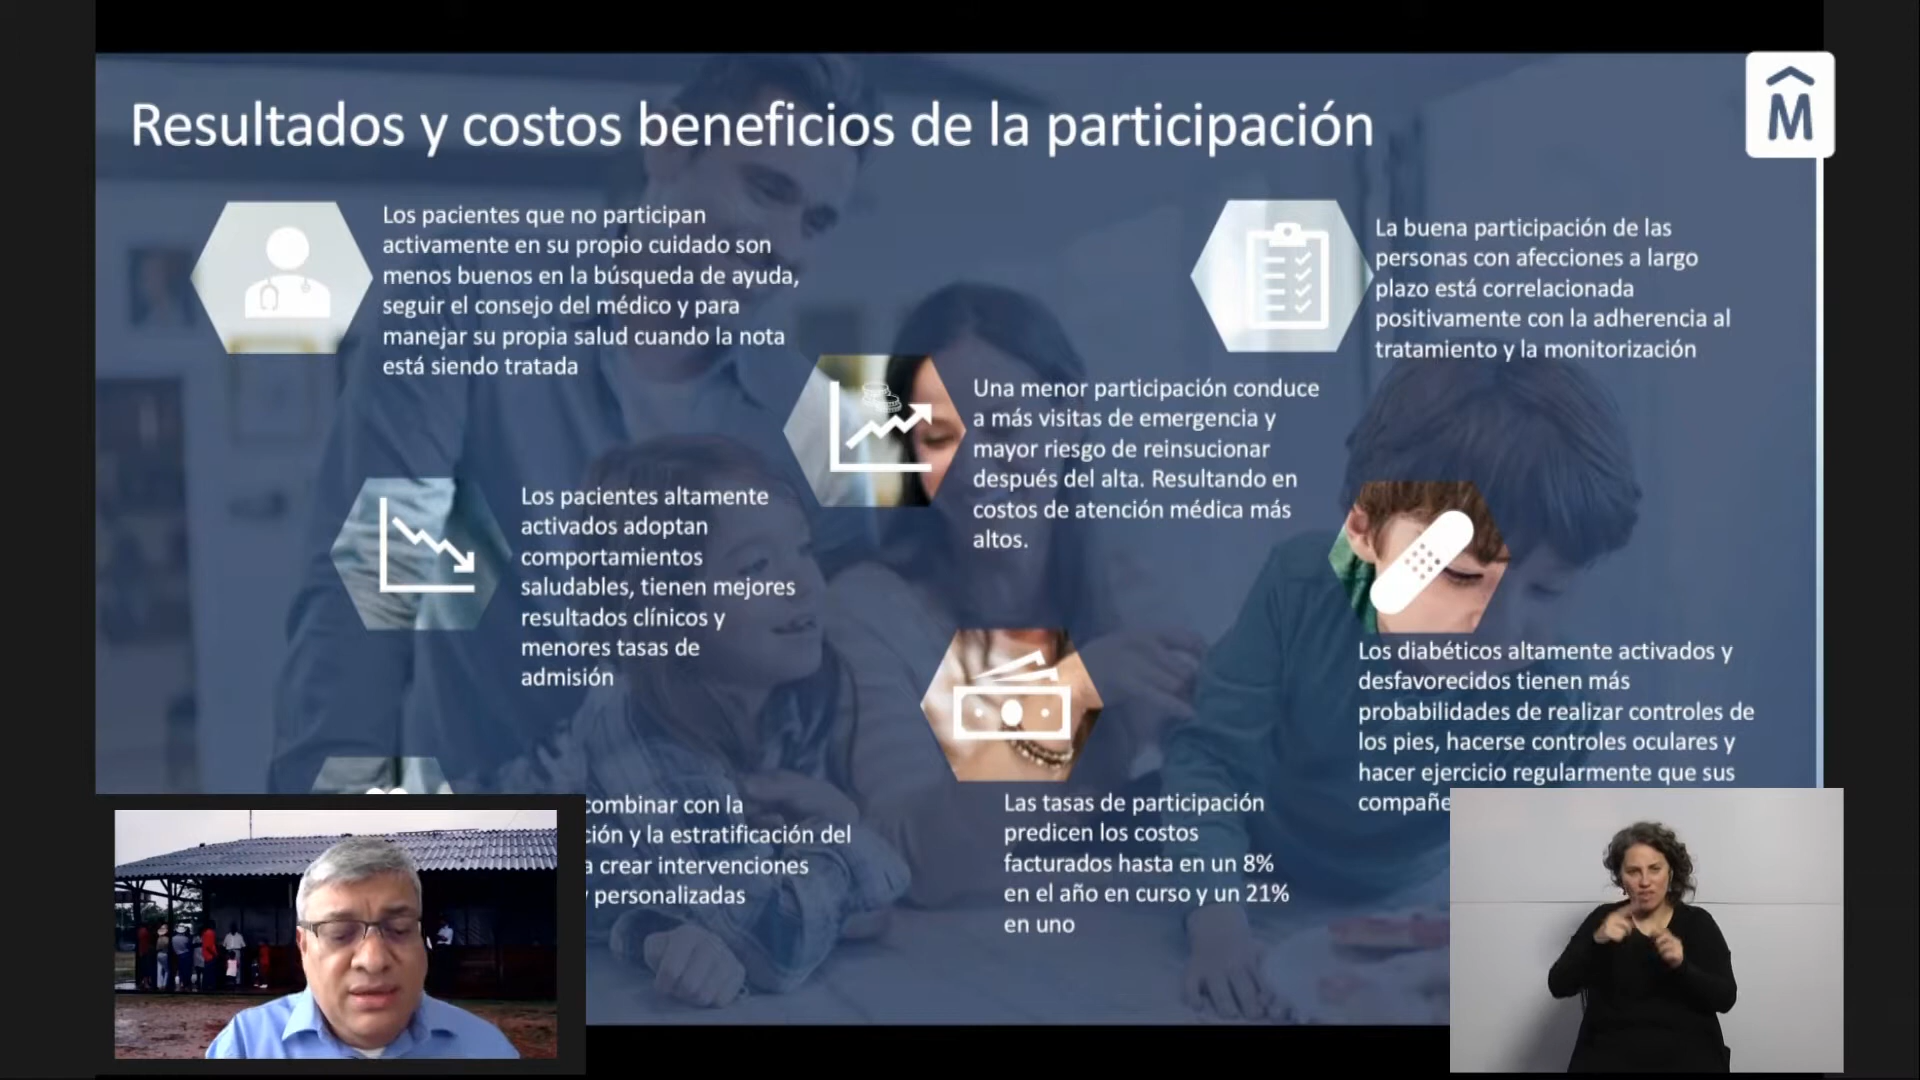 Resultados y costos beneficios de la participación
M
Los pacientes que no participan
activamente en su propio cuidado son
menos buenos en la búsqueda de ayuda,
seguir el consejo del médico y para
manejar su propia salud cuando la nota
está siendo tratada
La buena participación de las
personas con afecciones a largo
plazo está correlacionada
positivamente con la adherencia al
tratamiento y la monitorización
Una menor participación conduce
a más visitas de emergencia y
mayor riesgo de reinsucionar
después del alta. Resultando en
costos de atención médica más
altos.
Los pacientes altamente
activados adoptan
comportamientos
saludables, tienen mejores
resultados clínicos y
menores tasas de
admisión
Los diabéticos altamente activados y
desfavorecidos tienen más
probabilidades de realizar controles de
los pies, hacerse controles oculares y
hacer ejercicio regularmente que sus
combinar con la
y la estratificación del
crear intervenciones
personalizadas
Las tasas de participación
predicen los costos
facturados hasta en un 8%
en el año en curso y un 21%
en uno